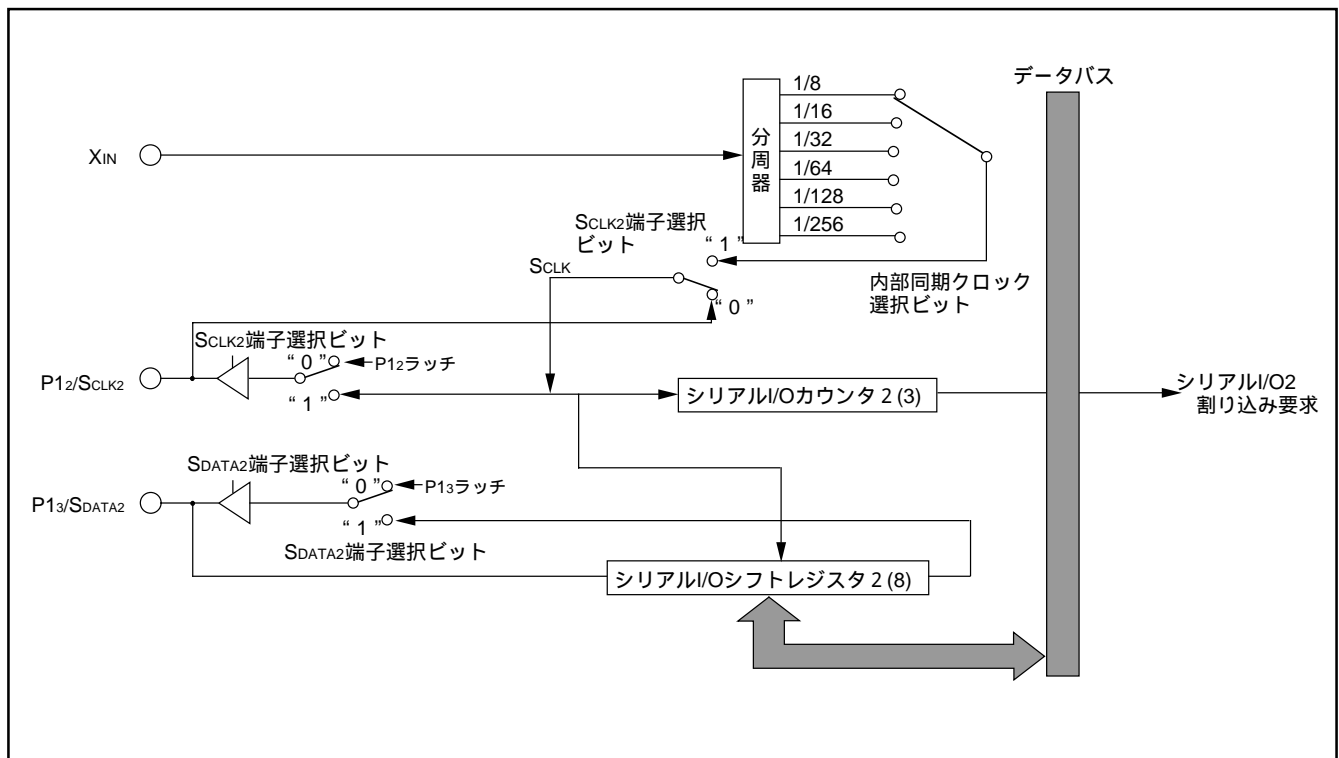 データバス
XIN
分周器
1/8
1/16
1/32
1/64
1/128
1/256
SCLK2端子選択
ビット
“ 1 ”
SCLK
“ 0 ”
内部同期クロック
選択ビット
SCLK2端子選択ビット
“ 0 ”
P12ラッチ
P12/SCLK2
“ 1 ”
シリアルI/Oカウンタ 2 (3)
シリアルI/O2
割り込み要求
SDATA2端子選択ビット
“ 0 ”
P13ラッチ
P13/SDATA2
“ 1 ”
SDATA2端子選択ビット
シリアルI/Oシフトレジスタ 2 (8)